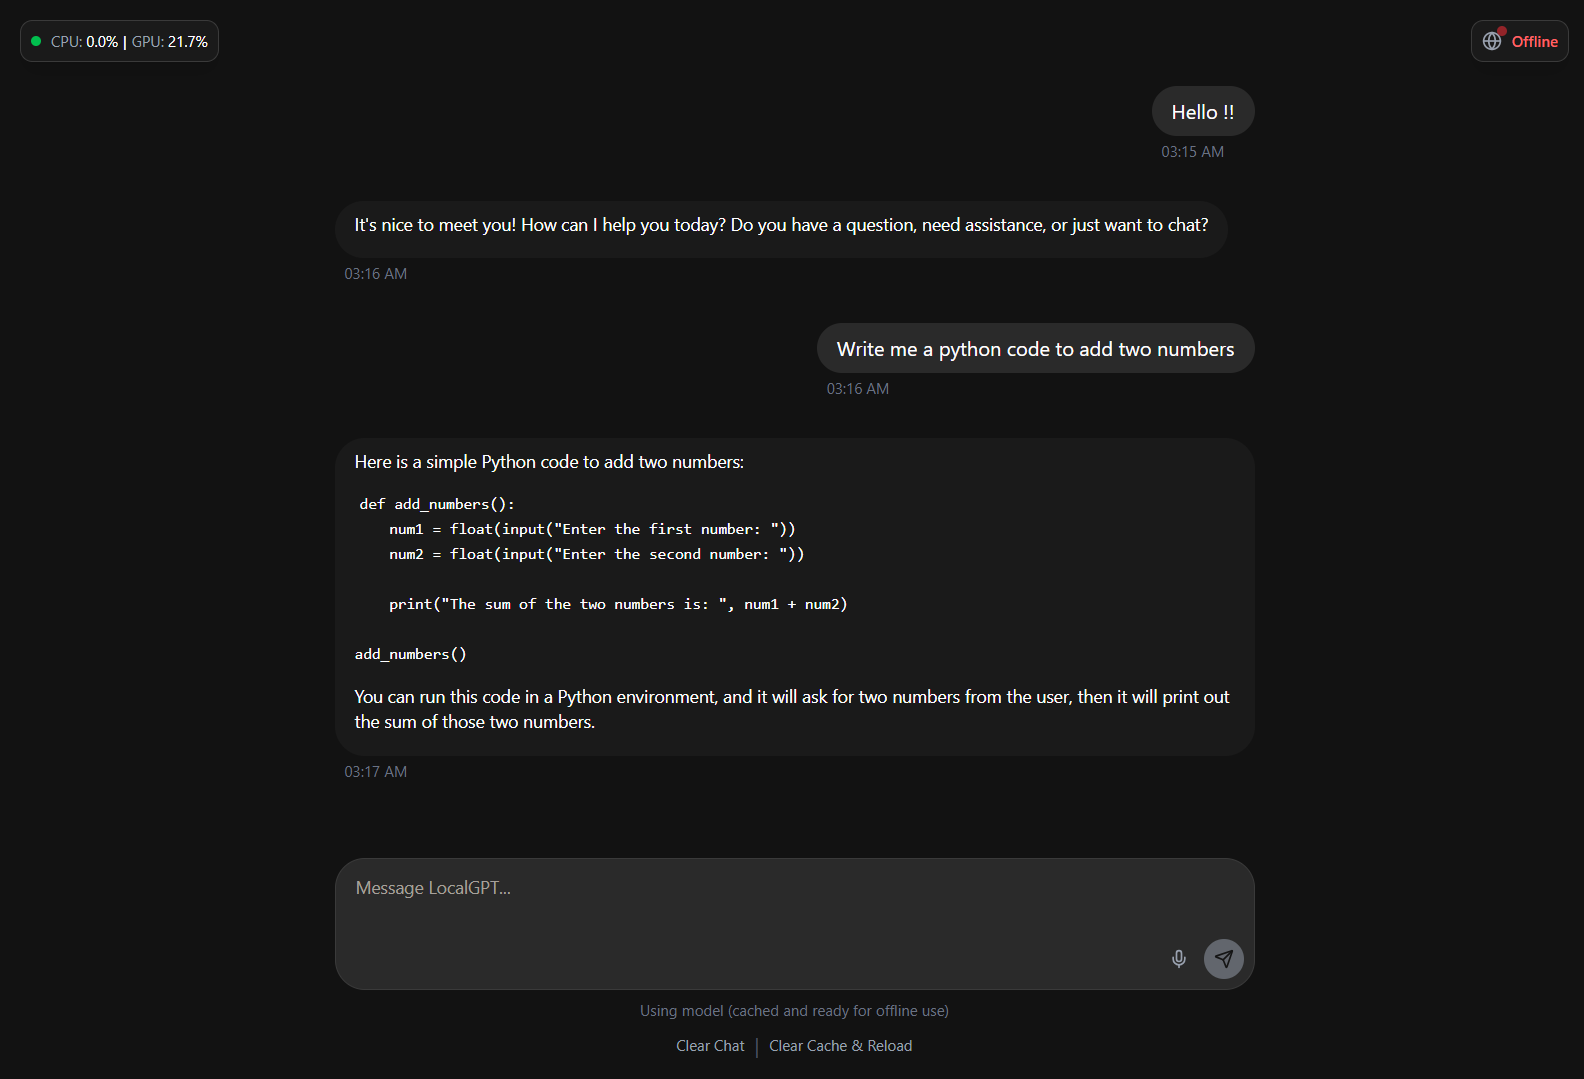 CPU: 0.0% | GPU: 21.7%
Offline
Hello !!
03:15 AM
It's nice to meet you! How can I help you today? Do you have a question, need assistance, or just want to chat?
03:16 AM
Write me a python code to add two numbers
03:16 AM
Here is a simple Python code to add two numbers:
def add_numbers():
    num1 = float(input("Enter the first number: "))
    num2 = float(input("Enter the second number: "))
    print("The sum of the two numbers is: ", num1 + num2)
add_numbers()
You can run this code in a Python environment, and it will ask for two numbers from the user, then it will print out
the sum of those two numbers.
03:17 AM
Message LocalGPT...
Using model (cached and ready for offline use)
Clear Chat | Clear Cache & Reload